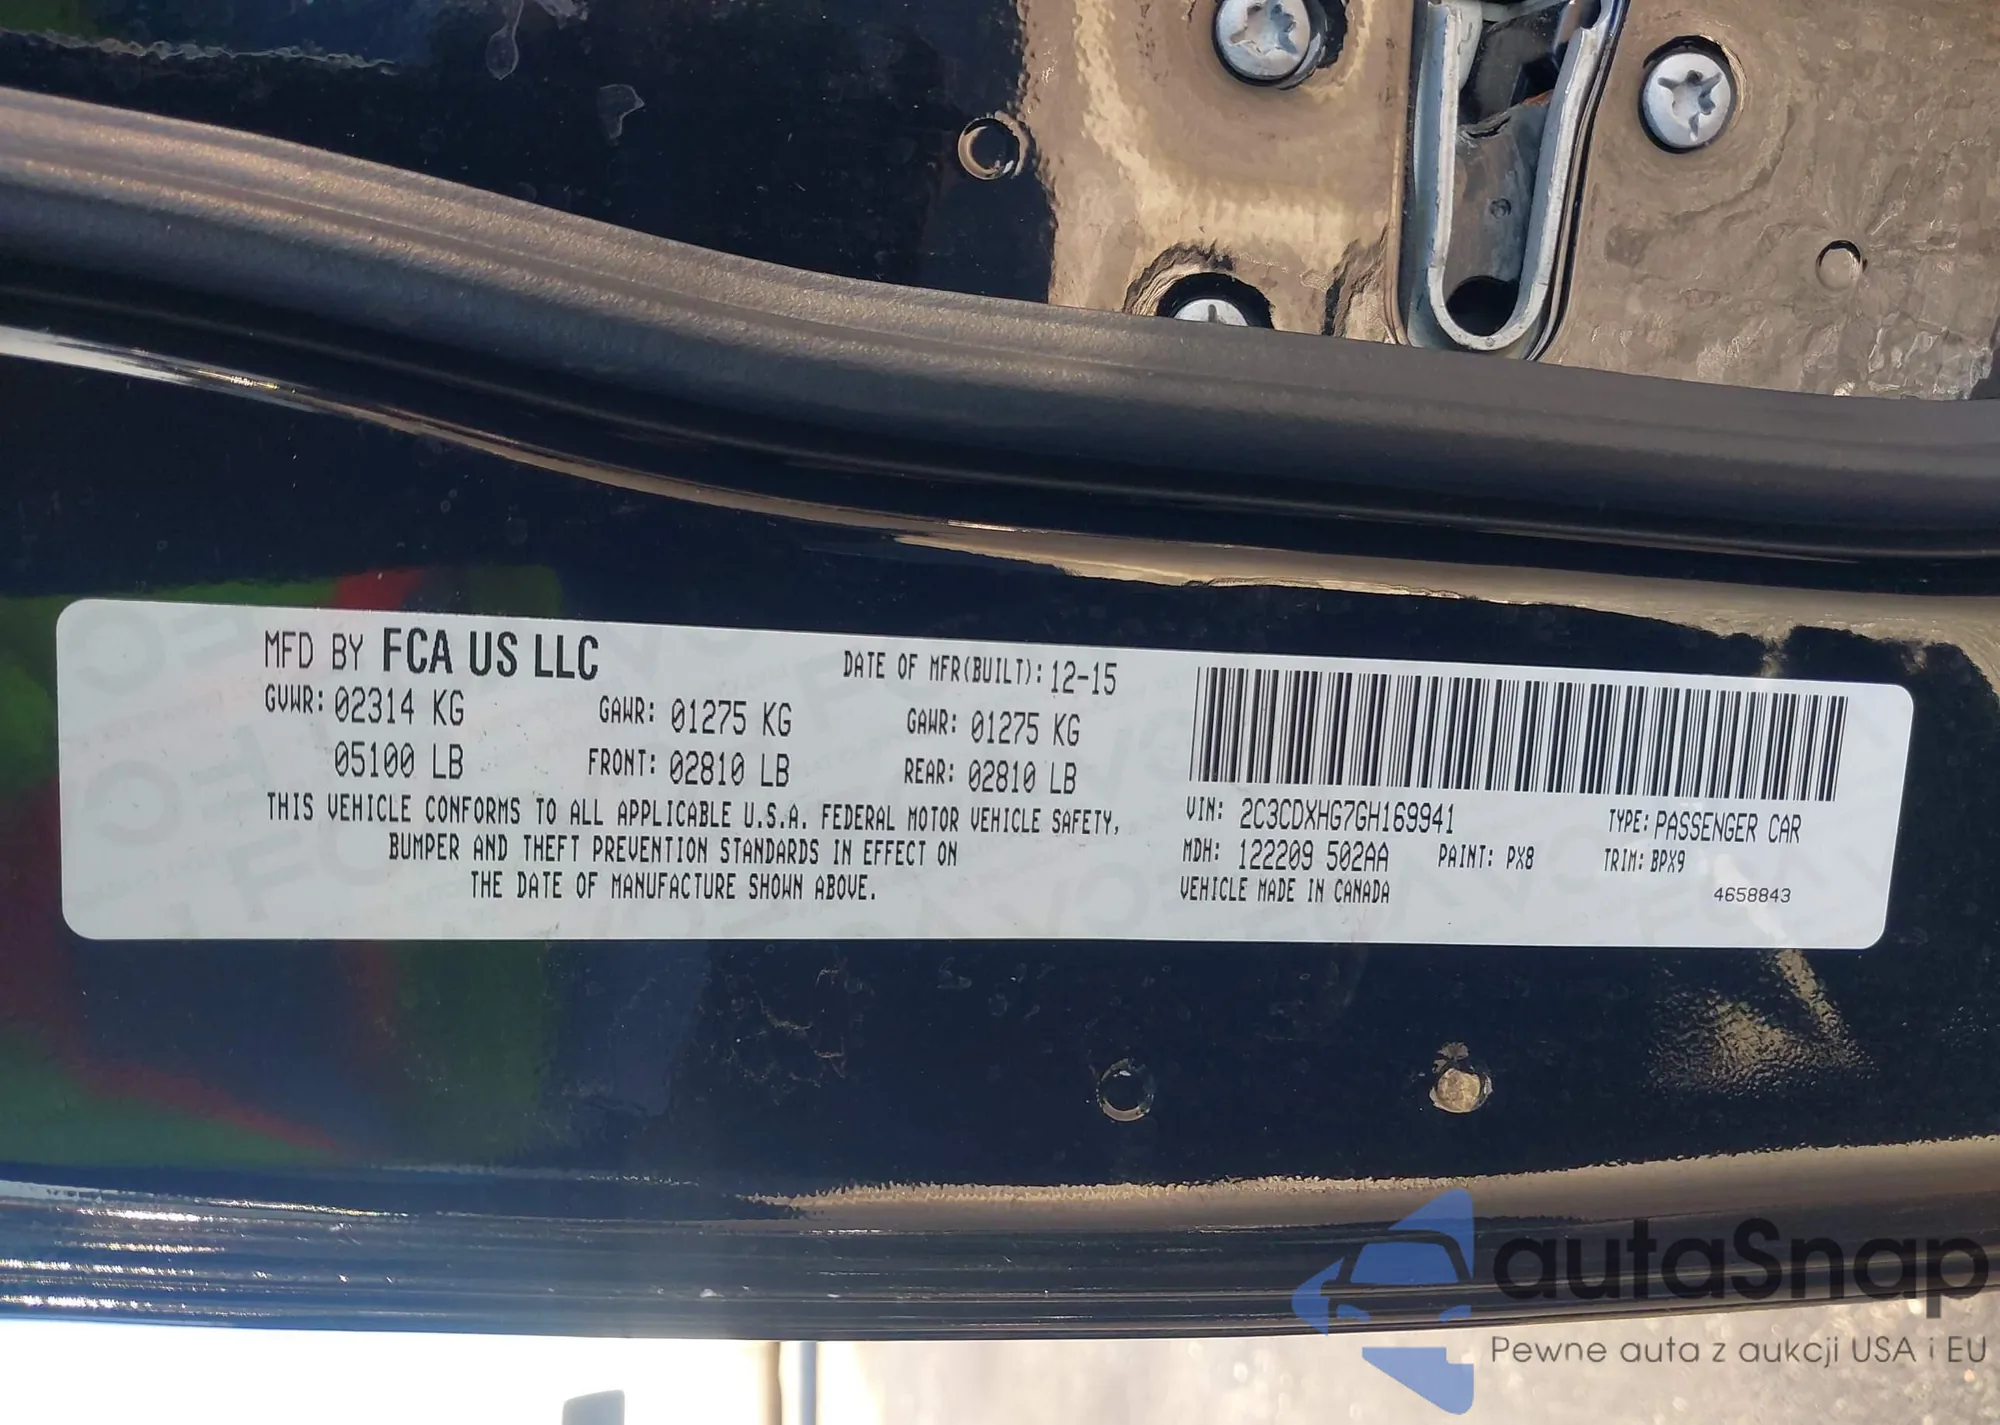 MFD BY FCA US LLC
DATE OF MFR(BUILT): 12-15
GVWR: 02314 KG GAWR: 01275 KG GAWR: 01275 KG
05100 LB FRONT: 02810 LB REAR: 02810 LB
THIS VEHICLE CONFORMS TO ALL APPLICABLE U.S.A. FEDERAL MOTOR VEHICLE SAFETY,
BUMPER AND THEFT PREVENTION STANDARDS IN EFFECT ON
THE DATE OF MANUFACTURE SHOWN ABOVE.
VIN: 2C3CDXHG7GH169941 TYPE: PASSENGER CAR
MDH: 122209 502AA PAINT: PX8 TRIM: BPX9
VEHICLE MADE IN CANADA 4658843
autaSnap
Pewne auta z aukcji USA i EU